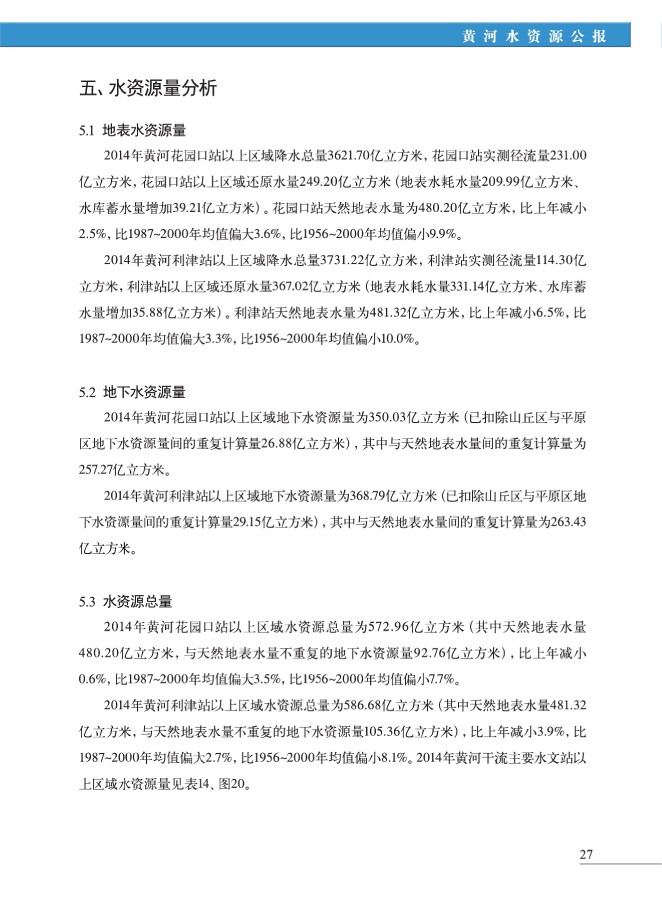 黄河水资源公报
五、水资源量分析
5.1 地表水资源量
2014年黄河花园口站以上区域降水总量3621.70亿立方米, 花园口站实测径流量231.00
亿立方米, 花园口站以上区域还原水量249.20亿立方米（地表水耗水量209.99亿立方米、
水库蓄水量增加39.21亿立方米）。花园口站天然地表水量为480.20亿立方米, 比上年减小
2.5%, 比1987~2000年均值偏大3.6%, 比1956~2000年均值偏小9.9%。
2014年黄河利津站以上区域降水总量3731.22亿立方米, 利津站实测径流量114.30亿
立方米, 利津站以上区域还原水量367.02亿立方米（地表水耗水量331.14亿立方米、水库蓄
水量增加35.88亿立方米）。利津站天然地表水量为481.32亿立方米, 比上年减小6.5%, 比
1987~2000年均值偏大3.3%, 比1956~2000年均值偏小10.0%。
5.2 地下水资源量
2014年黄河花园口站以上区域地下水资源量为350.03亿立方米（已扣除山丘区与平原
区地下水资源量间的重复计算量26.88亿立方米）, 其中与天然地表水量间的重复计算量为
257.27亿立方米。
2014年黄河利津站以上区域地下水资源量为368.79亿立方米（已扣除山丘区与平原区地
下水资源量间的重复计算量29.15亿立方米）, 其中与天然地表水量间的重复计算量为263.43
亿立方米。
5.3 水资源总量
2014年黄河花园口站以上区域水资源总量为572.96亿立方米（其中天然地表水量
480.20亿立方米, 与天然地表水量不重复的地下水资源量92.76亿立方米）, 比上年减小
0.6%, 比1987~2000年均值偏大3.5%, 比1956~2000年均值偏小7.7%。
2014年黄河利津站以上区域水资源总量为586.68亿立方米（其中天然地表水量481.32
亿立方米, 与天然地表水量不重复的地下水资源量105.36亿立方米）, 比上年减小3.9%, 比
1987~2000年均值偏大2.7%, 比1956~2000年均值偏小8.1%。2014年黄河干流主要水文站以
上区域水资源量见表14、图20。
27